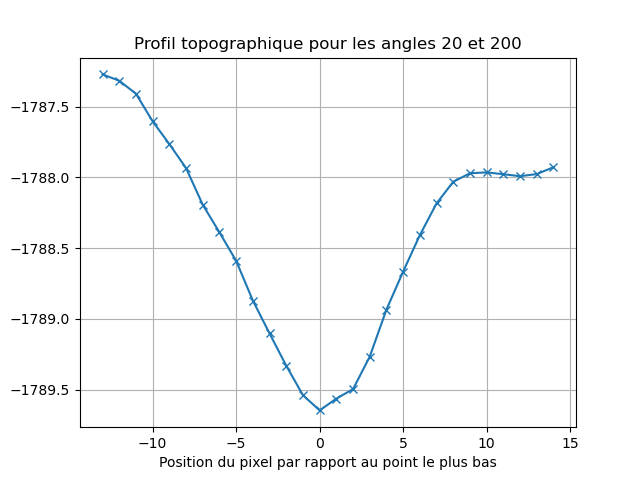 Profil topographique pour les angles 20 et 200
−1787.5
−1788.0
−1788.5
−1789.0
−1789.5
−10 −5 0 5 10 15
Position du pixel par rapport au point le plus bas